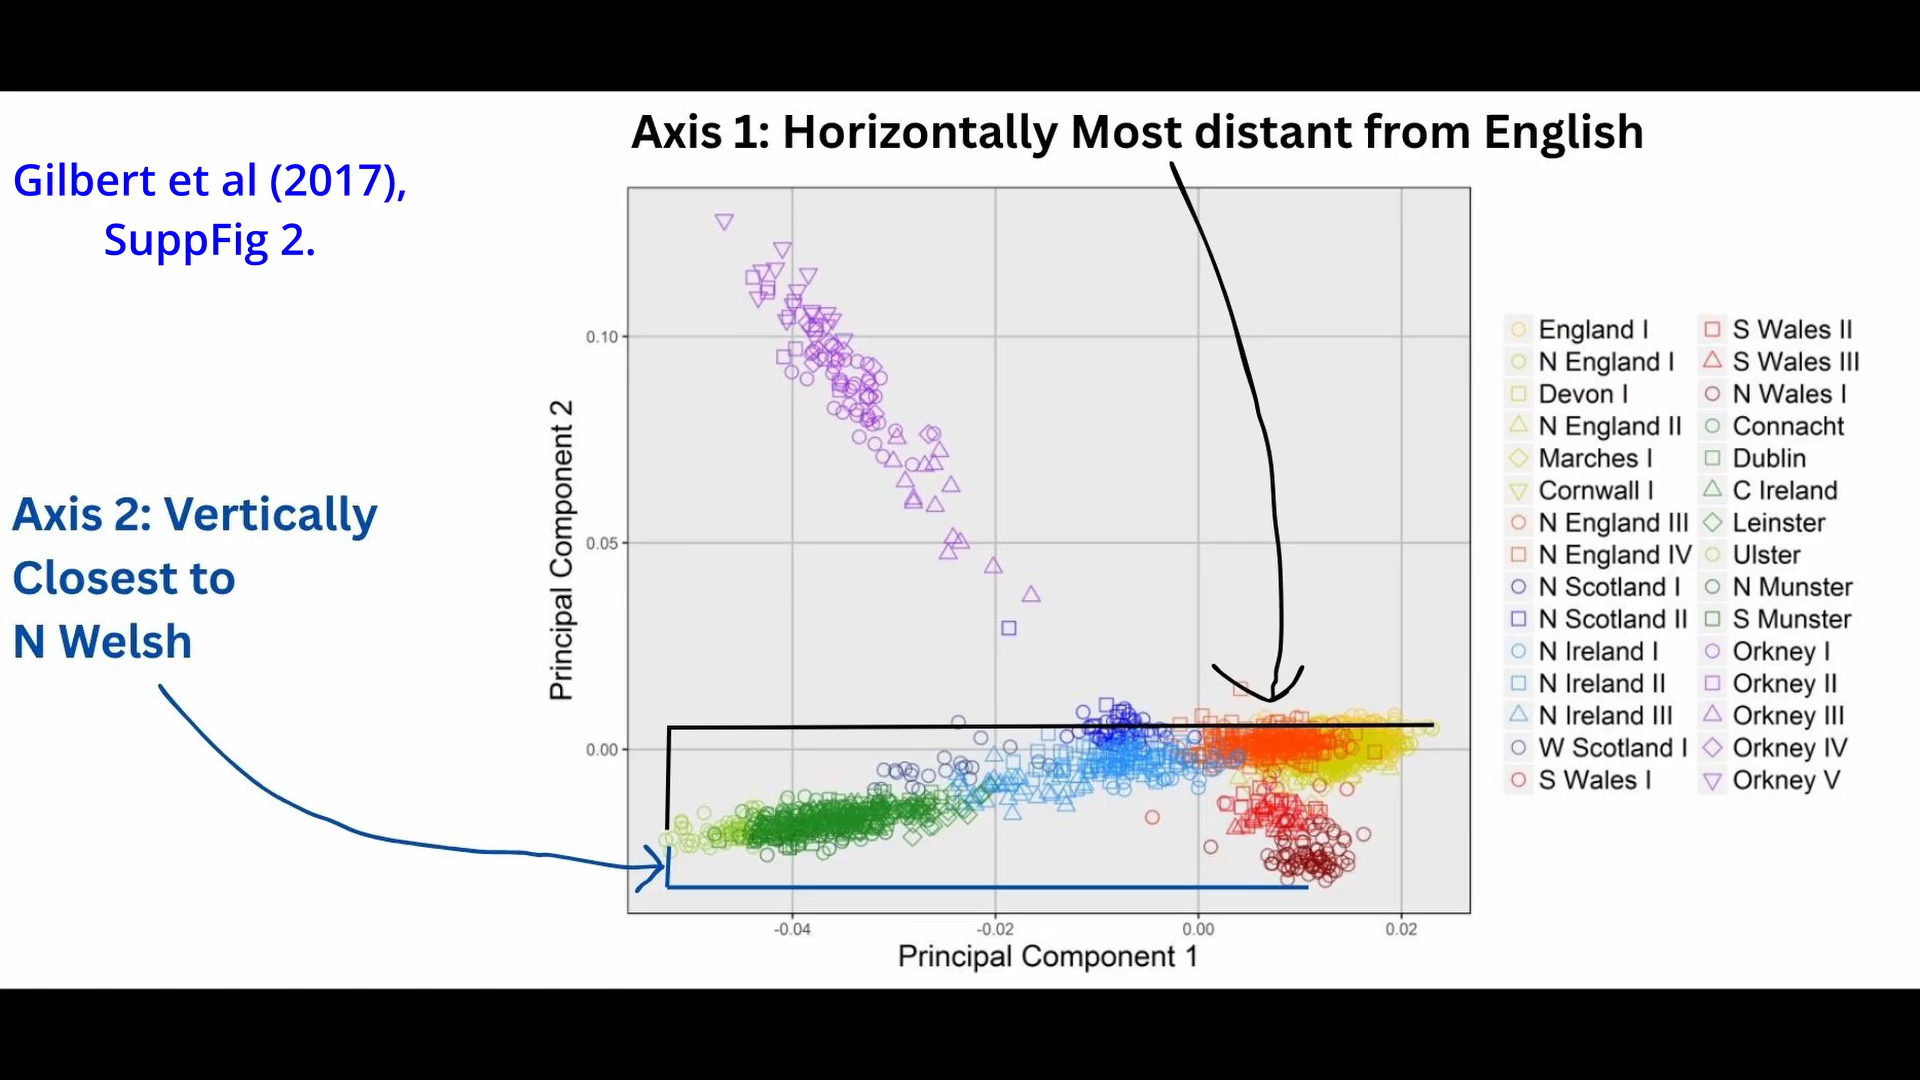 Axis 1: Horizontally Most distant from English
Gilbert et al (2017),
SuppFig 2.
Axis 2: Vertically
Closest to
N Welsh
Principal Component 2
0.10
0.05
0.00
-0.04
-0.02
0.00
0.02
Principal Component 1
England I
N England I
Devon I
N England II
Marches I
Cornwall I
N England III
N England IV
N Scotland I
N Scotland II
N Ireland I
N Ireland II
N Ireland III
W Scotland I
S Wales I
S Wales II
S Wales III
N Wales I
Connacht
Dublin
C Ireland
Leinster
Ulster
N Munster
S Munster
Orkney I
Orkney II
Orkney III
Orkney IV
Orkney V